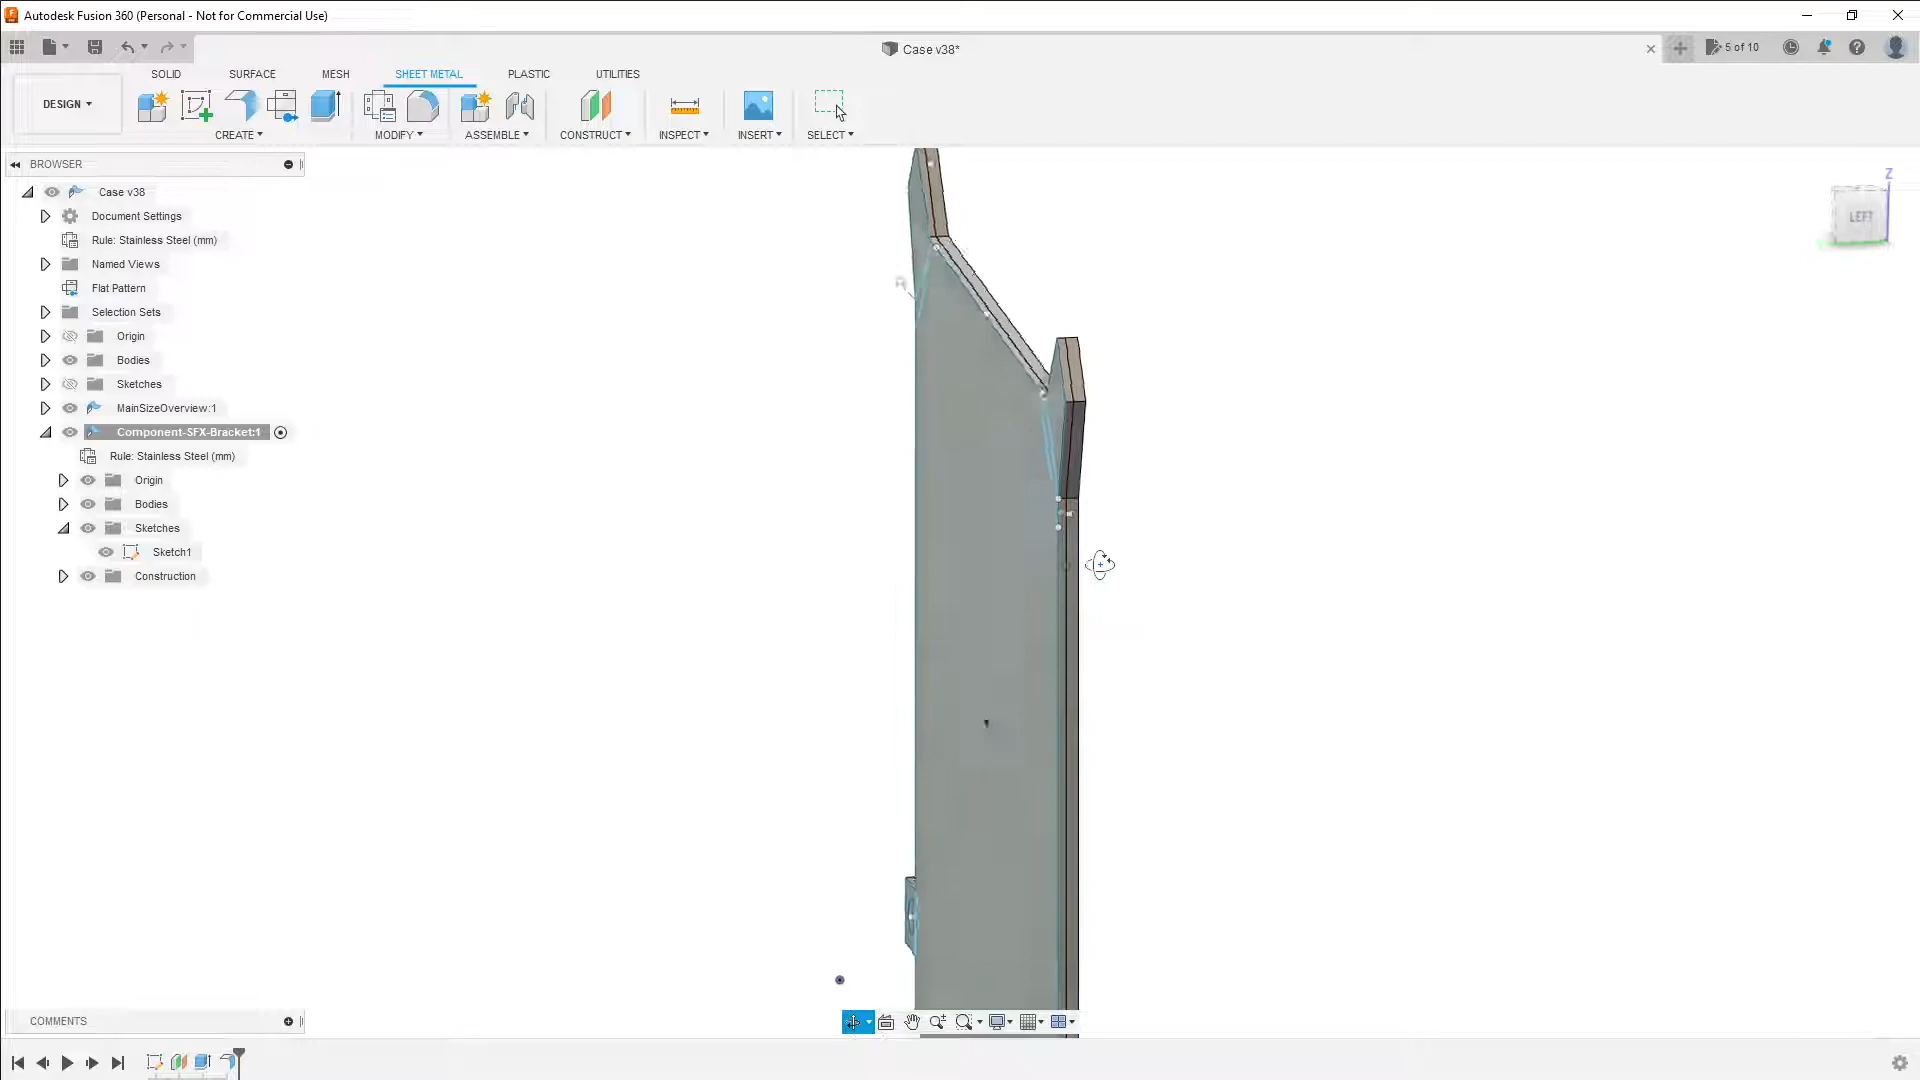 Autodesk Fusion 360 (Personal - Not for Commercial Use)
Case v38*
5 of 10
SOLID
SURFACE
MESH
SHEET METAL
PLASTIC
UTILITIES
DESIGN
CREATE
MODIFY
ASSEMBLE
CONSTRUCT
INSPECT
INSERT
SELECT
BROWSER
Case v38
Document Settings
Rule: Stainless Steel (mm)
Named Views
Flat Pattern
Selection Sets
Origin
Bodies
Sketches
MainSizeOverview:1
Component-SFX-Bracket:1
Rule: Stainless Steel (mm)
Origin
Bodies
Sketches
Sketch1
Construction
Z
LEFT
COMMENTS